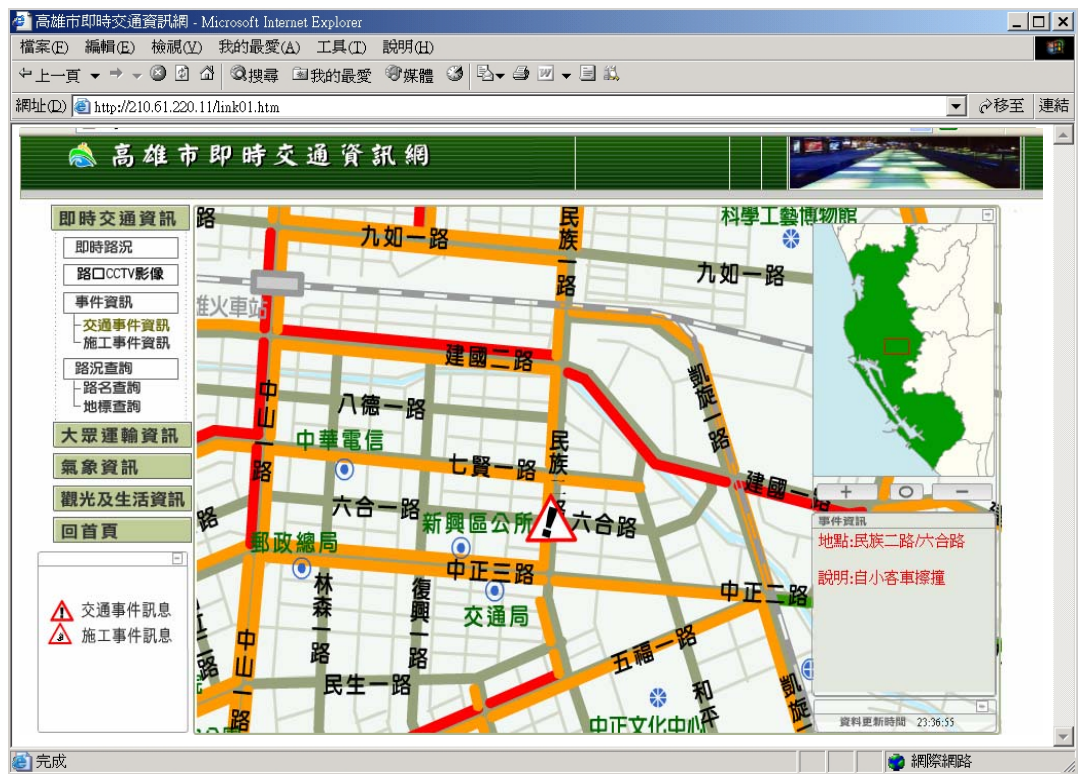 高雄市即時交通資訊網 - Microsoft Internet Explorer
檔案(F) 編輯(E) 檢視(V) 我的最愛(A) 工具(T) 說明(H)
上一頁 搜尋 我的最愛 媒體
網址(D) http://210.61.220.11/link01.htm 移至 連結
高雄市即時交通資訊網
即時交通資訊
即時路況
路口CCTV影像
事件資訊
交通事件資訊
施工事件資訊
路況查詢
路名查詢
地標查詢
大眾運輸資訊
氣象資訊
觀光及生活資訊
回首頁
交通事件訊息
施工事件訊息
路
九如一路
民族一路
科學工藝博物館
九如一路
雄火車站
建國二路
凱旋一路
中山一路
八德一路
中華電信
民族二路
七賢一路
建國一路
六合一路
新興區公所
六合路
路
郵政總局
中正三路
中正二路
林森一路
復興一路
交通局
五福一路
中山一路
民生一路
和平
凱旋
中正文化中心
事件資訊
地點:民族二路/六合路
說明:自小客車擦撞
資料更新時間 23:36:55
完成
網際網路